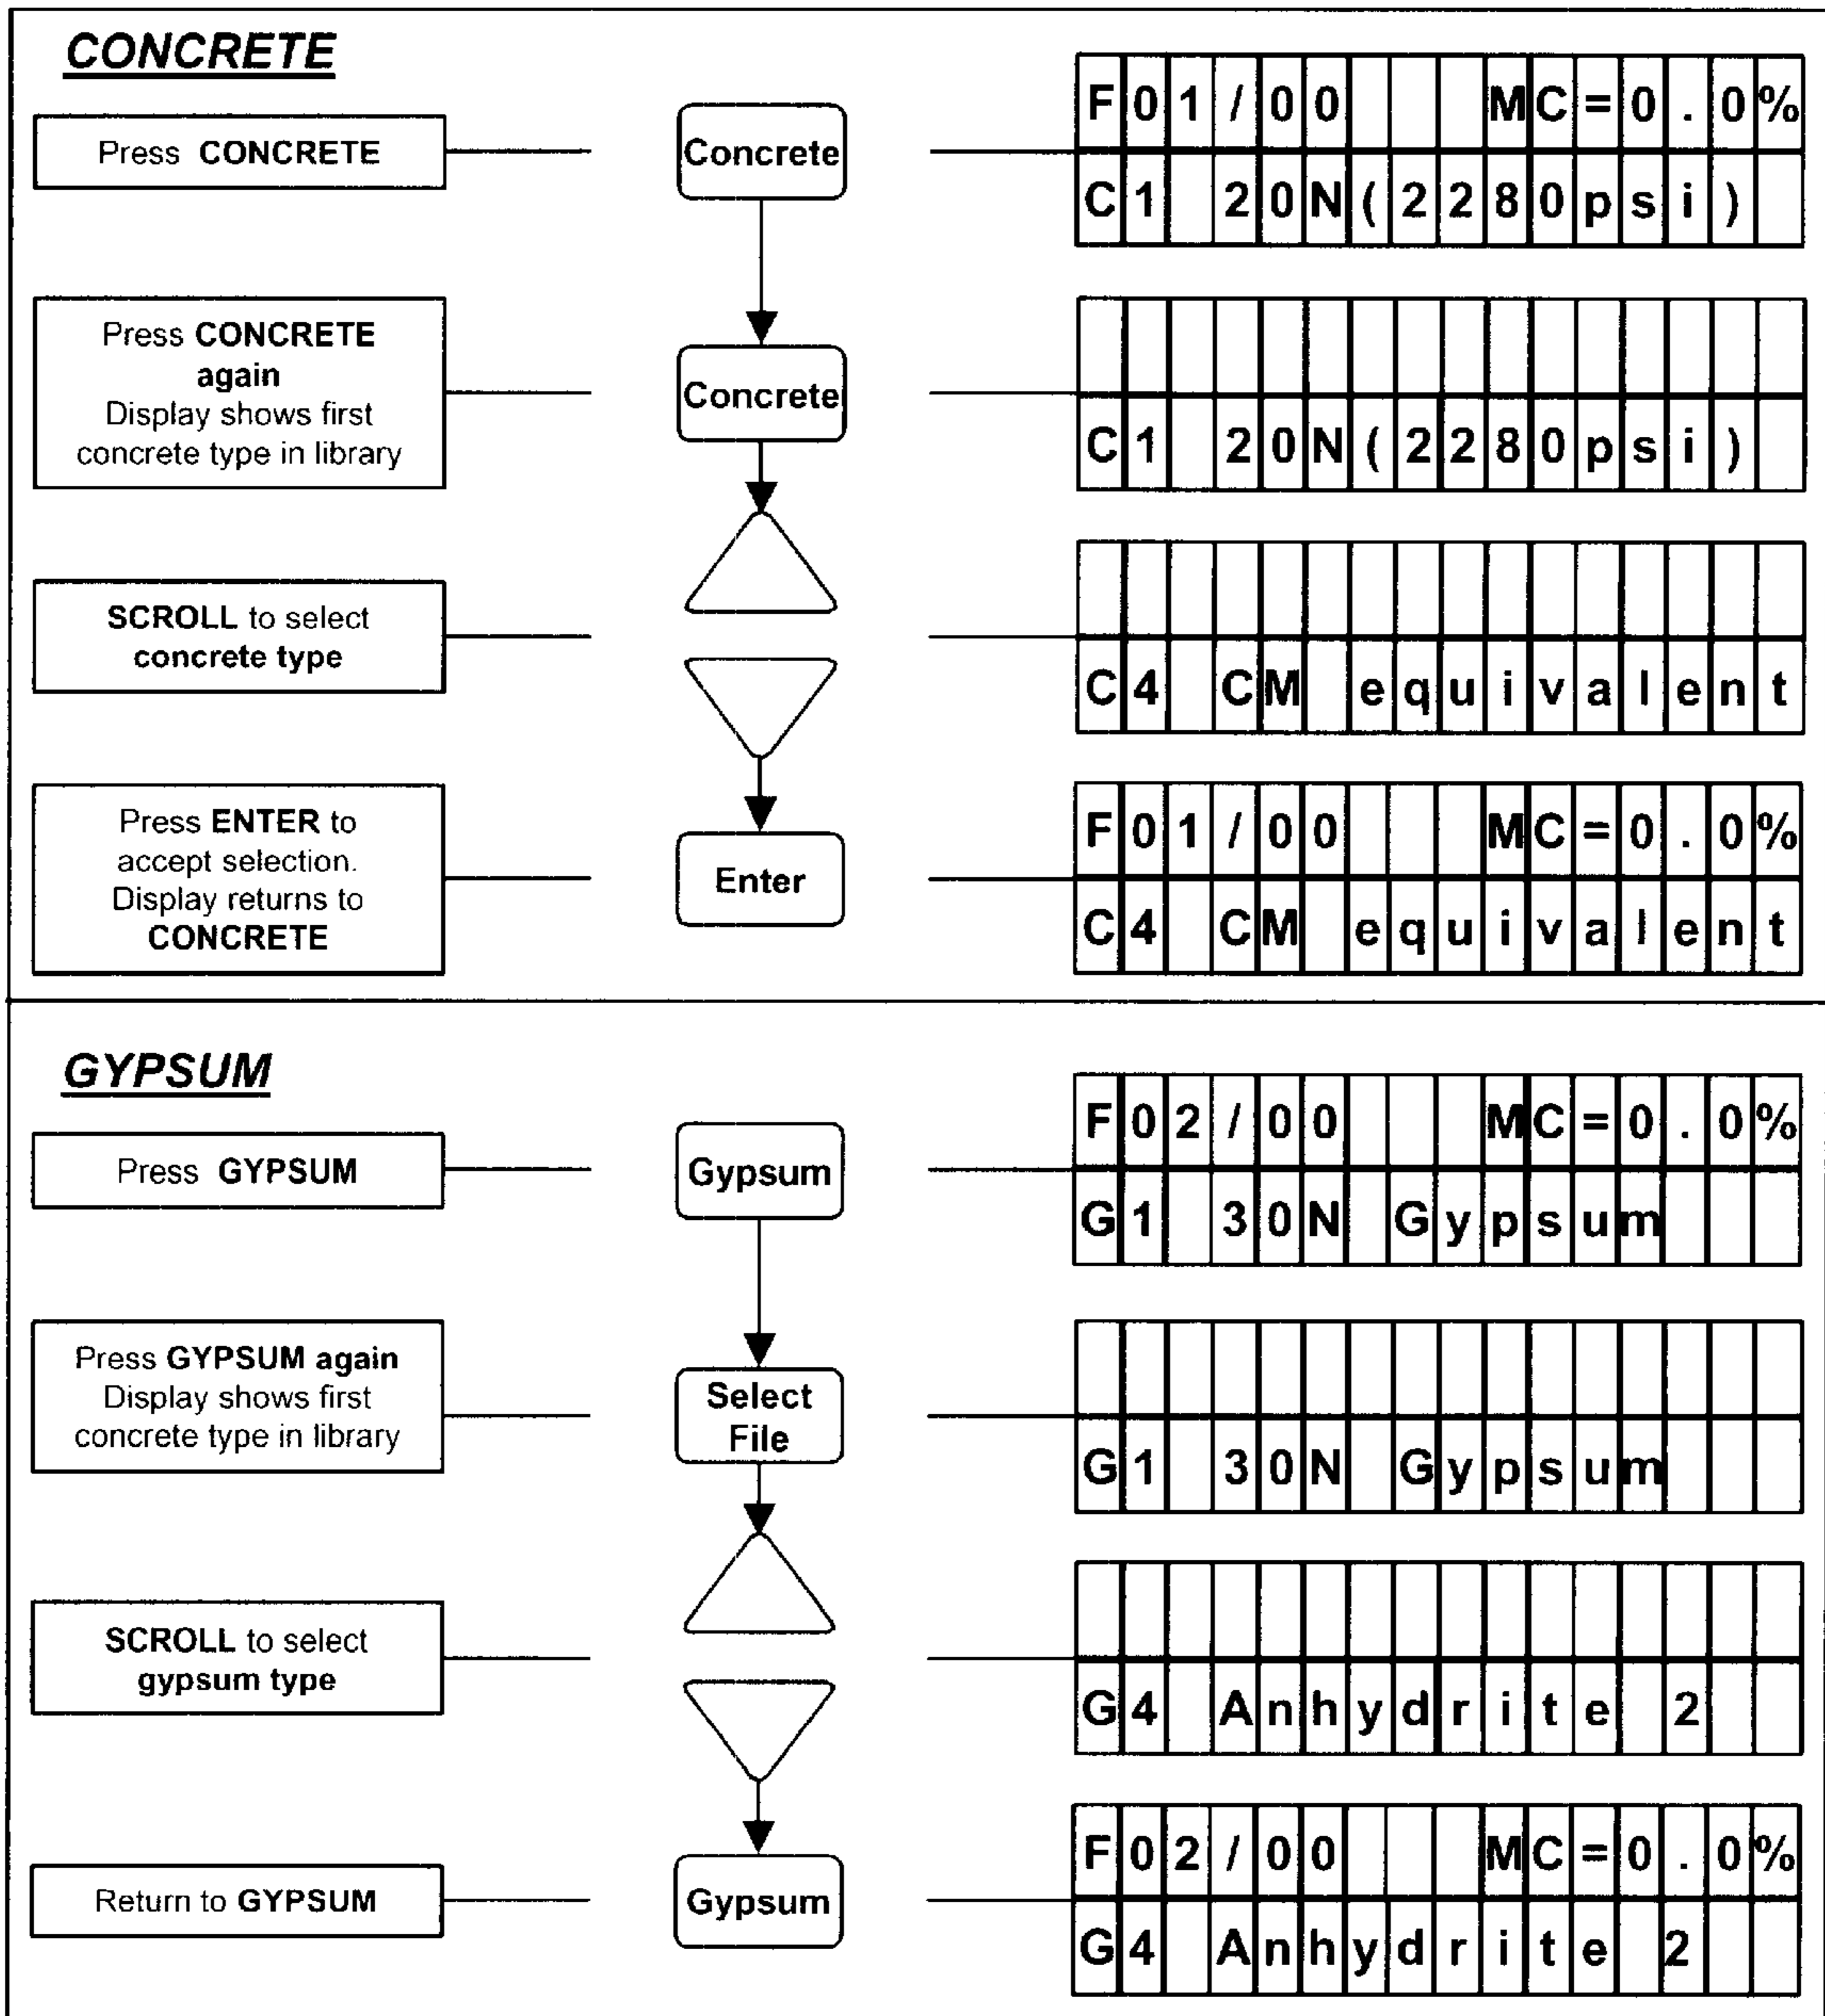 CONCRETE
Press CONCRETE
Concrete
F01/00   MC=0.0%
C1 20N(2280psi)
Press CONCRETE
again
Display shows first
concrete type in library
Concrete
C1 20N(2280psi)
SCROLL to select
concrete type
C4 CM equivalent
Press ENTER to
accept selection.
Display returns to
CONCRETE
Enter
F01/00   MC=0.0%
C4 CM equivalent
GYPSUM
Press GYPSUM
Gypsum
F02/00   MC=0.0%
G1 30N Gypsum
Press GYPSUM again
Display shows first
concrete type in library
Select
File
G1 30N Gypsum
SCROLL to select
gypsum type
G4 Anhydrite 2
Return to GYPSUM
Gypsum
F02/00   MC=0.0%
G4 Anhydrite 2